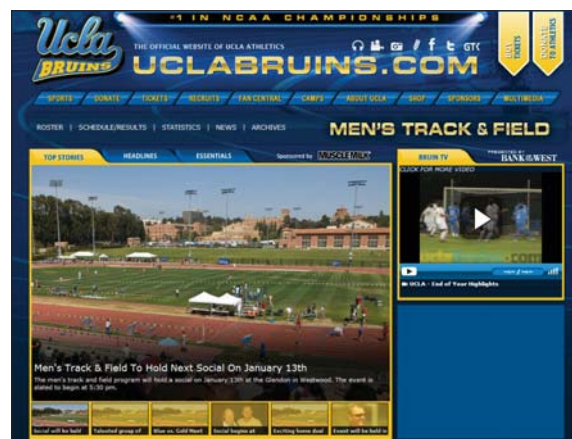 #1 IN NCAA CHAMPIONSHIPS
Ucla
BRUINS
THE OFFICIAL WEBSITE OF UCLA ATHLETICS
UCLABRUINS.COM
TICKETS
DONATE
TO ATHLETICS
SPORTS
DONATE
TICKETS
RECRUITS
FAN CENTRAL
CAMPS
ABOUT UCLA
SHOP
SPONSORS
MULTIMEDIA
ROSTER | SCHEDULE/RESULTS | STATISTICS | NEWS | ARCHIVES
MEN'S TRACK & FIELD
TOP STORIES
HEADLINES
ESSENTIALS
Sponsored by MUSCLE MILK
BRUIN TV
PRESENTED BY
BANK OF THE WEST
CLICK FOR MORE VIDEO
UCLA - End of Year Highlights
Men's Track & Field To Hold Next Social On January 13th
The men's track and field program will hold a social on January 13th at the Glendon in Westwood. The event is
slated to begin at 5:30 pm.
Social will be held
Talented group of
Blue vs. Gold Meet
Social begins at
Exciting home dual
Event will be held in